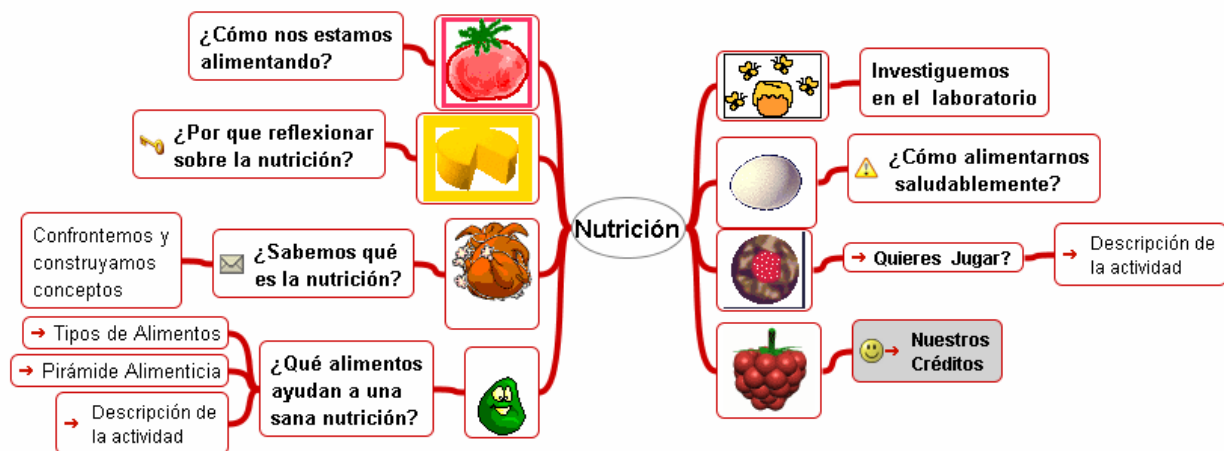 ¿Cómo nos estamos
alimentando?
¿Por que reflexionar
sobre la nutrición?
Confrontemos y
construyamos
conceptos
¿Sabemos qué
es la nutrición?
Tipos de Alimentos
Pirámide Alimenticia
Descripción de
la actividad
¿Qué alimentos
ayudan a una
sana nutrición?
Nutrición
Investiguemos
en el laboratorio
¿Cómo alimentarnos
saludablemente?
Quieres Jugar?
Descripción de
la actividad
Nuestros
Créditos